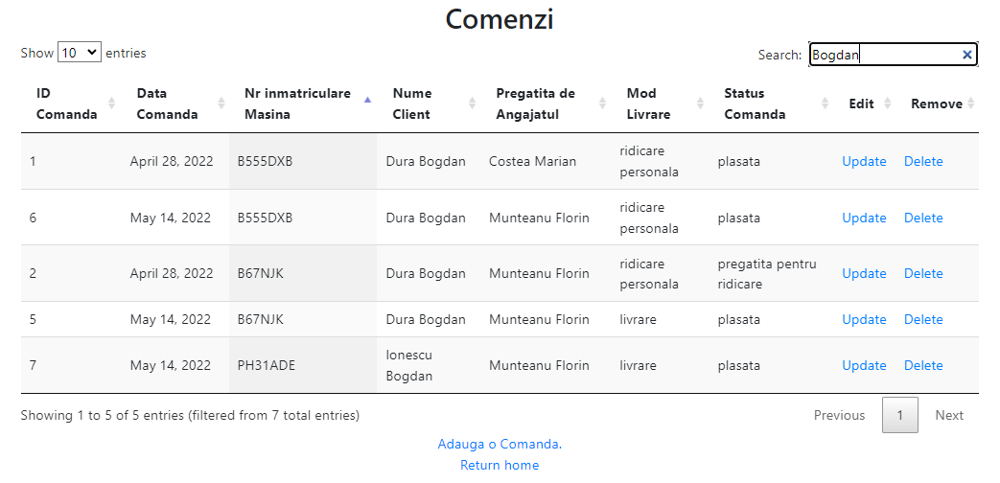 Comenzi
Show 10 entries
Search: Bogdan
ID Comanda Data Comanda Nr inmatriculare Masina Nume Client Pregatita de Angajatul Mod Livrare Status Comanda Edit Remove
1 April 28, 2022 B555DXB Dura Bogdan Costea Marian ridicare personala plasata Update Delete
6 May 14, 2022 B555DXB Dura Bogdan Munteanu Florin ridicare personala plasata Update Delete
2 April 28, 2022 B67NJK Dura Bogdan Munteanu Florin ridicare personala pregatita pentru ridicare Update Delete
5 May 14, 2022 B67NJK Dura Bogdan Munteanu Florin livrare plasata Update Delete
7 May 14, 2022 PH31ADE Ionescu Bogdan Munteanu Florin livrare plasata Update Delete
Showing 1 to 5 of 5 entries (filtered from 7 total entries)
Previous 1 Next
Adauga o Comanda.
Return home